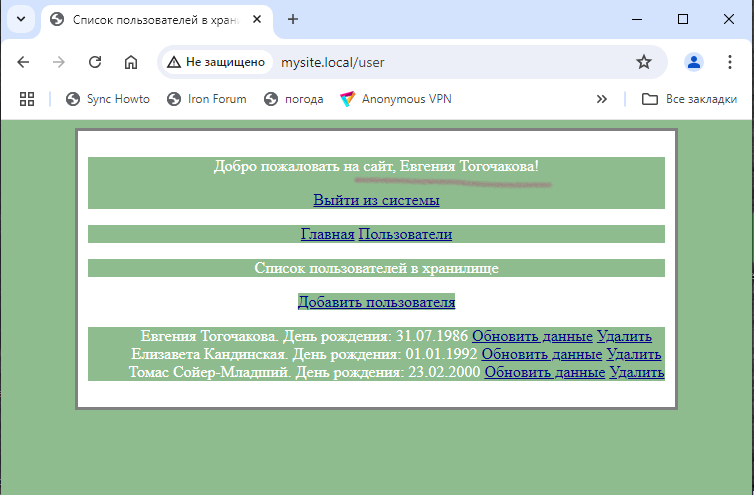 Список пользователей в хран
Не защищено mysite.local/user
Sync Howto Iron Forum погода Anonymous VPN Все закладки
Добро пожаловать на сайт, Евгения Тогочакова!
Выйти из системы
Главная Пользователи
Список пользователей в хранилище
Добавить пользователя
Евгения Тогочакова. День рождения: 31.07.1986 Обновить данные Удалить
Елизавета Кандинская. День рождения: 01.01.1992 Обновить данные Удалить
Томас Сойер-Младший. День рождения: 23.02.2000 Обновить данные Удалить